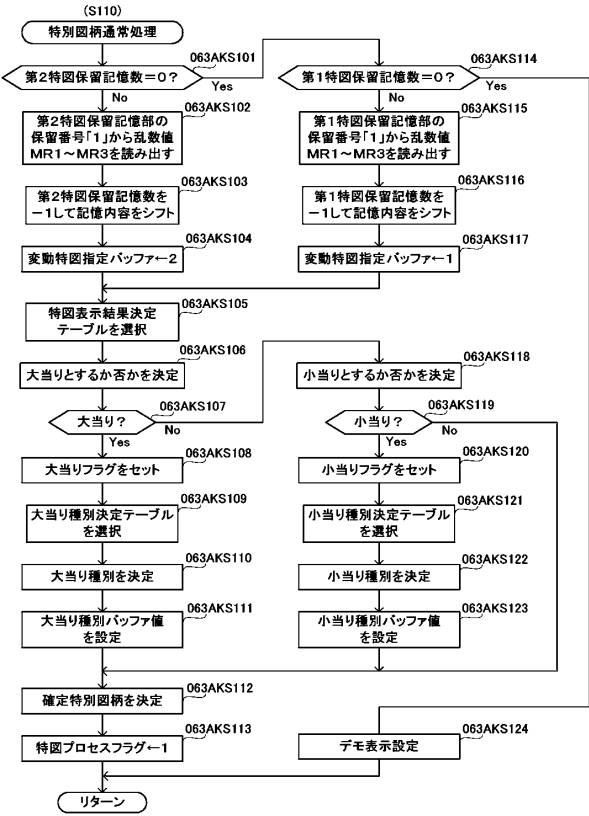 (S110)
特別図柄通常処理
063AKS101
第2特図保留記憶数=0?
Yes
No
063AKS102
第2特図保留記憶部の
保留番号「1」から乱数値
MR1～MR3を読み出す
063AKS103
第2特図保留記憶数を
－1して記憶内容をシフト
063AKS104
変動特図指定バッファ←2
063AKS114
第1特図保留記憶数=0?
Yes
No
063AKS115
第1特図保留記憶部の
保留番号「1」から乱数値
MR1～MR3を読み出す
063AKS116
第1特図保留記憶数を
－1して記憶内容をシフト
063AKS117
変動特図指定バッファ←1
063AKS105
特図表示結果決定
テーブルを選択
063AKS106
大当りとするか否かを決定
063AKS107
大当り?
No
Yes
063AKS108
大当りフラグをセット
063AKS109
大当り種別決定テーブル
を選択
063AKS110
大当り種別を決定
063AKS111
大当り種別バッファ値
を設定
063AKS118
小当りとするか否かを決定
063AKS119
小当り?
No
Yes
063AKS120
小当りフラグをセット
063AKS121
小当り種別決定テーブル
を選択
063AKS122
小当り種別を決定
063AKS123
小当り種別バッファ値
を設定
063AKS112
確定特別図柄を決定
063AKS113
特図プロセスフラグ←1
063AKS124
デモ表示設定
リターン